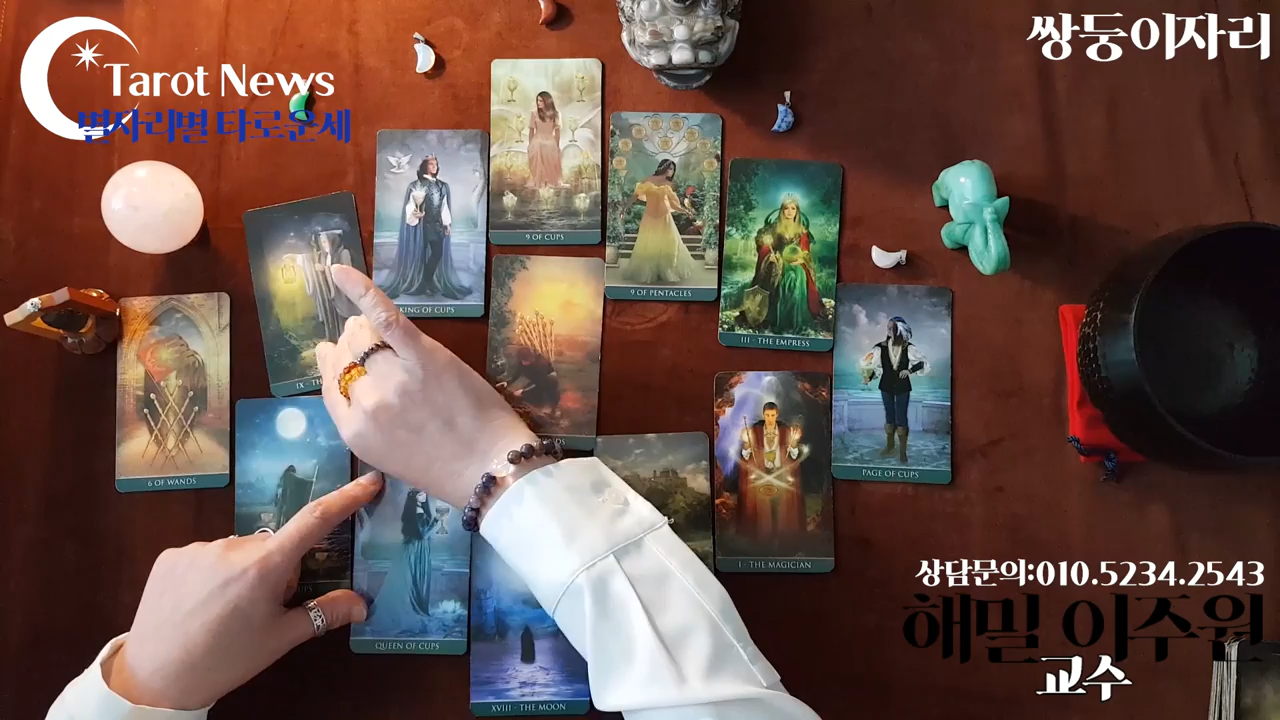 쌍둥이자리
Tarot News
별자리별 타로운세
9 OF CUPS
KING OF CUPS
9 OF PENTACLES
III - THE EMPRESS
IX - TH
6 OF WANDS
PAGE OF CUPS
I - THE MAGICIAN
QUEEN OF CUPS
XVIII - THE MOON
상담문의:010.5234.2543
해밀 이주원
교수